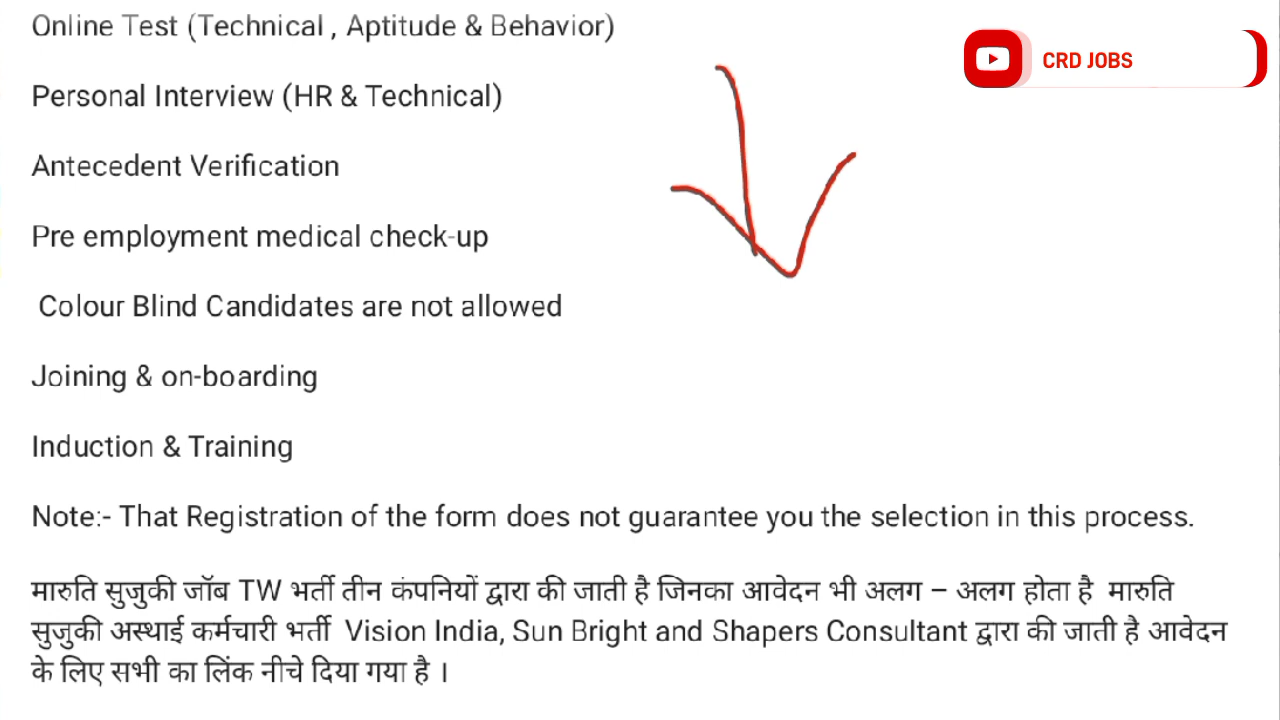 Online Test (Technical , Aptitude & Behavior)
CRD JOBS
Personal Interview (HR & Technical)
Antecedent Verification
Pre employment medical check-up
Colour Blind Candidates are not allowed
Joining & on-boarding
Induction & Training
Note:- That Registration of the form does not guarantee you the selection in this process.
मारुति सुजुकी जॉब TW भर्ती तीन कंपनियों द्वारा की जाती है जिनका आवेदन भी अलग – अलग होता है मारुति
सुजुकी अस्थाई कर्मचारी भर्ती Vision India, Sun Bright and Shapers Consultant द्वारा की जाती है आवेदन
के लिए सभी का लिंक नीचे दिया गया है ।